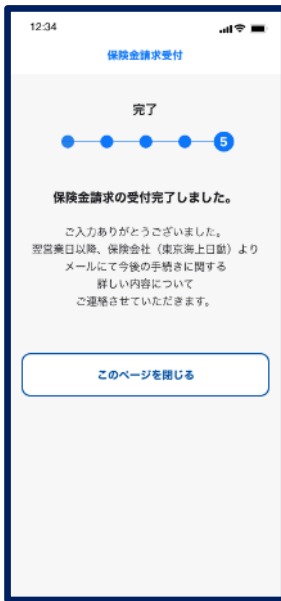 12:34
保険金請求受付
完了
5
保険金請求の受付完了しました。
ご入力ありがとうございました。
翌営業日以降、保険会社（東京海上日動）より
メールにて今後の手続きに関する
詳しい内容について
ご連絡させていただきます。
このページを閉じる